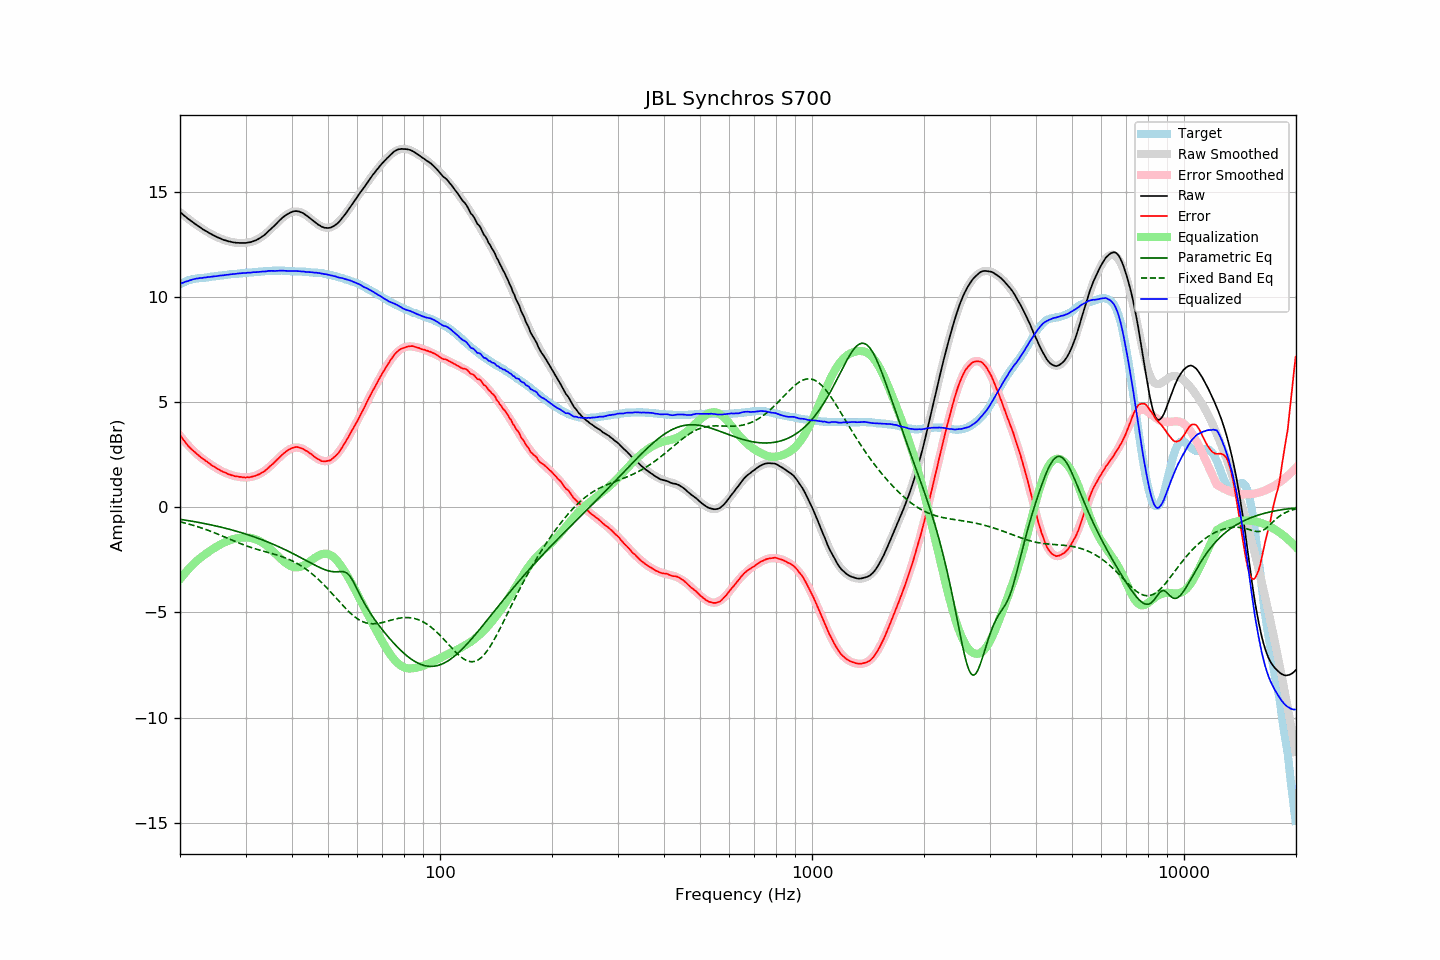 JBL Synchros S700
Target
Raw Smoothed
Error Smoothed
Raw
Error
Equalization
Parametric Eq
Fixed Band Eq
Equalized
Amplitude (dBr)
15
10
5
0
−5
−10
−15
100
1000
10000
Frequency (Hz)